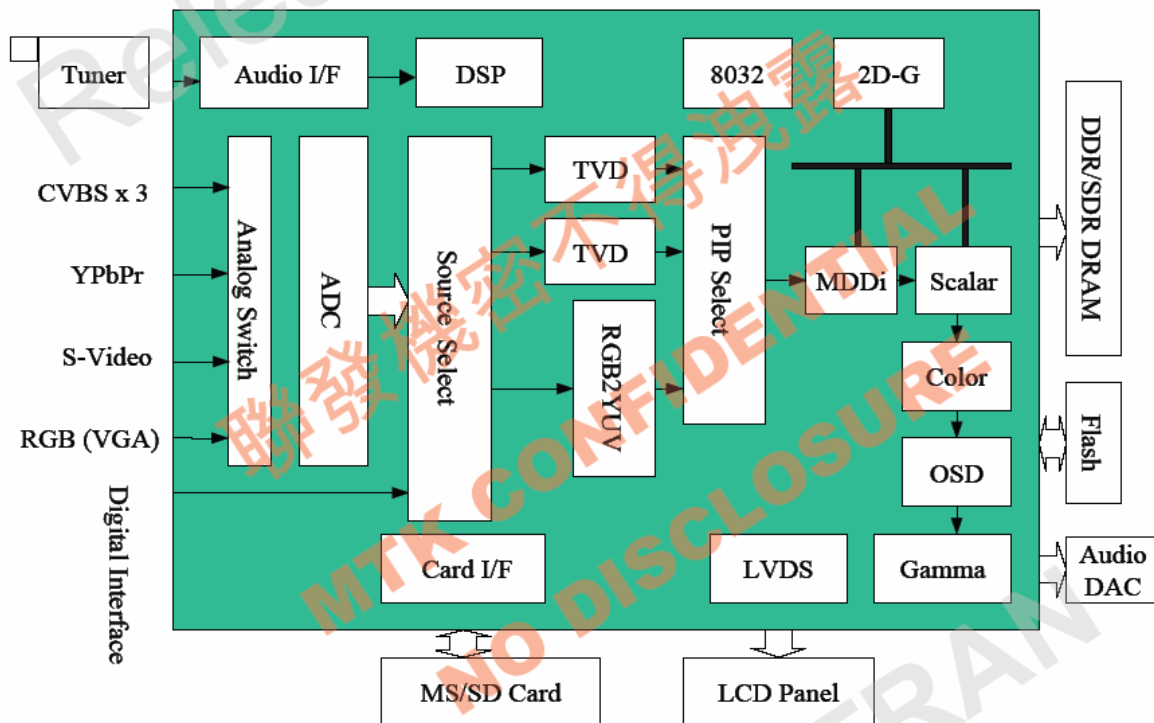 Tuner
Audio I/F
DSP
8032
2D-G
DDR/SDR DRAM
CVBS x 3
YPbPr
S-Video
RGB (VGA)
Digital Interface
Analog Switch
ADC
Source Select
TVD
TVD
RGB2YUV
PIP Select
MDDi
Scalar
Color
OSD
Gamma
Flash
Audio
DAC
Card I/F
LVDS
MS/SD Card
LCD Panel
聯發機密不得洩露
MTK CONFIDENTIAL
NO DISCLOSURE